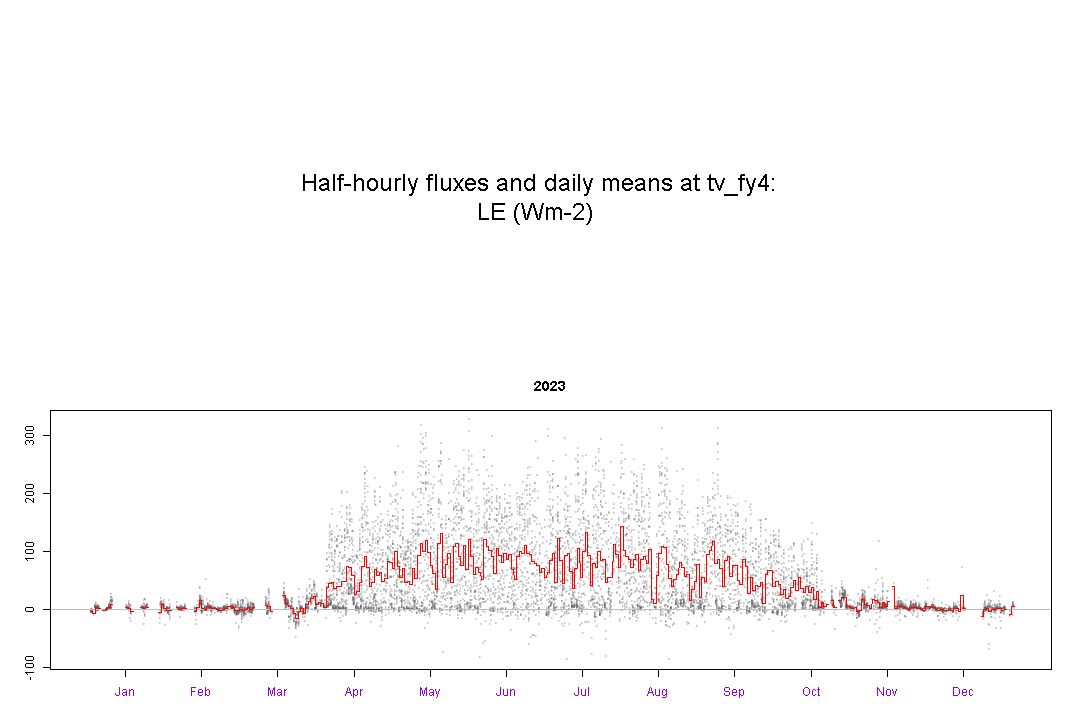 Half-hourly fluxes and daily means at tv_fy4:
LE (Wm-2)
2023
300
200
100
0
-100
Jan Feb Mar Apr May Jun Jul Aug Sep Oct Nov Dec